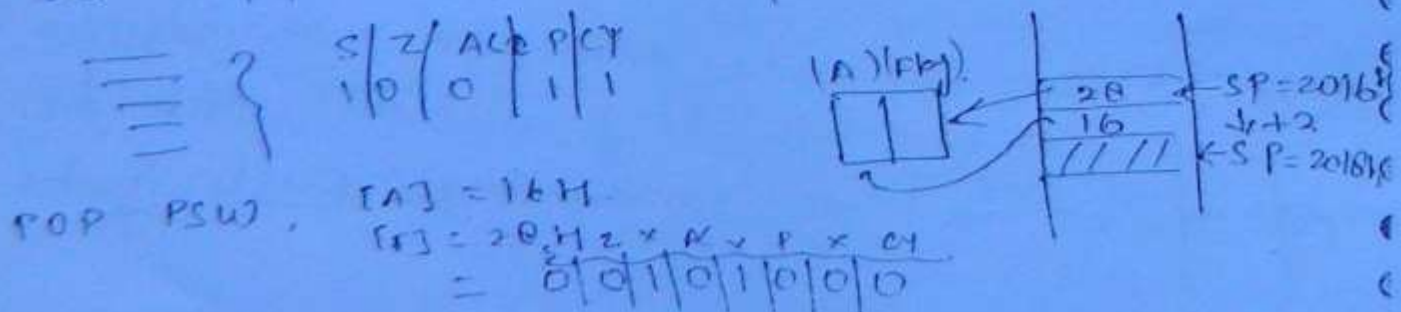 S|Z|AC|P|CY
1|0|0|1|1
(A)(Flag).
28 ← SP=2016H
16 ↓+2
← SP=2018H
POP PSW. [A] = 16H
[F] = 28H
S Z X AC X P X CY
= 0|0|1|0|1|0|0|0